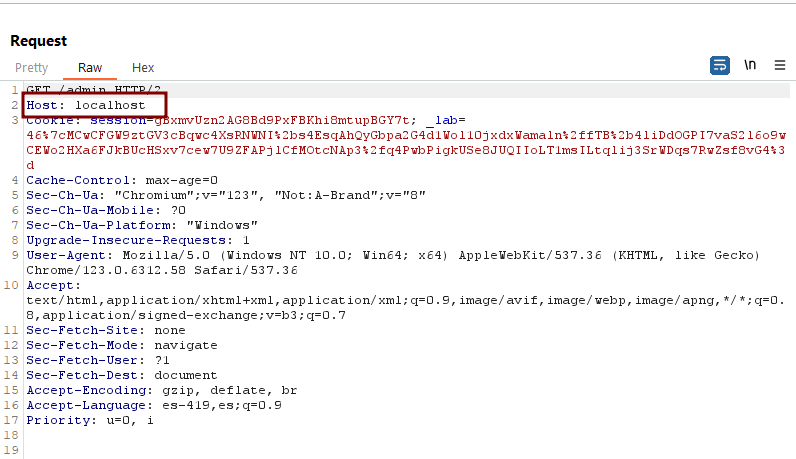 Request
Pretty Raw Hex
\n
1 GET /admin HTTP/2
2 Host: localhost
3 Cookie: session=gBxmvUzn2AG8Bd9PxFBKhi8mtupBGY7t; _lab=
46%7cMCwCFGW9ztGV3cBqwc4XsRNWNI%2bs4EsqAhQyGbpa2G4d1Wol1OjxdxWamaln%2ffTB%2b4liDdOGPI7vaS2l6o9w
CEWo2HXa6FJkBUcHSxv7cew7U9ZFAPjlCfMOtcNAp3%2fq4PwbPigkUSe8JUQIIoLT1msILtqlij3SrWDqs7RwZsf8vG4%3
d
4 Cache-Control: max-age=0
5 Sec-Ch-Ua: "Chromium";v="123", "Not:A-Brand";v="8"
6 Sec-Ch-Ua-Mobile: ?0
7 Sec-Ch-Ua-Platform: "Windows"
8 Upgrade-Insecure-Requests: 1
9 User-Agent: Mozilla/5.0 (Windows NT 10.0; Win64; x64) AppleWebKit/537.36 (KHTML, like Gecko)
Chrome/123.0.6312.58 Safari/537.36
10 Accept:
text/html,application/xhtml+xml,application/xml;q=0.9,image/avif,image/webp,image/apng,*/*;q=0.
8,application/signed-exchange;v=b3;q=0.7
11 Sec-Fetch-Site: none
12 Sec-Fetch-Mode: navigate
13 Sec-Fetch-User: ?1
14 Sec-Fetch-Dest: document
15 Accept-Encoding: gzip, deflate, br
16 Accept-Language: es-419,es;q=0.9
17 Priority: u=0, i
18
19